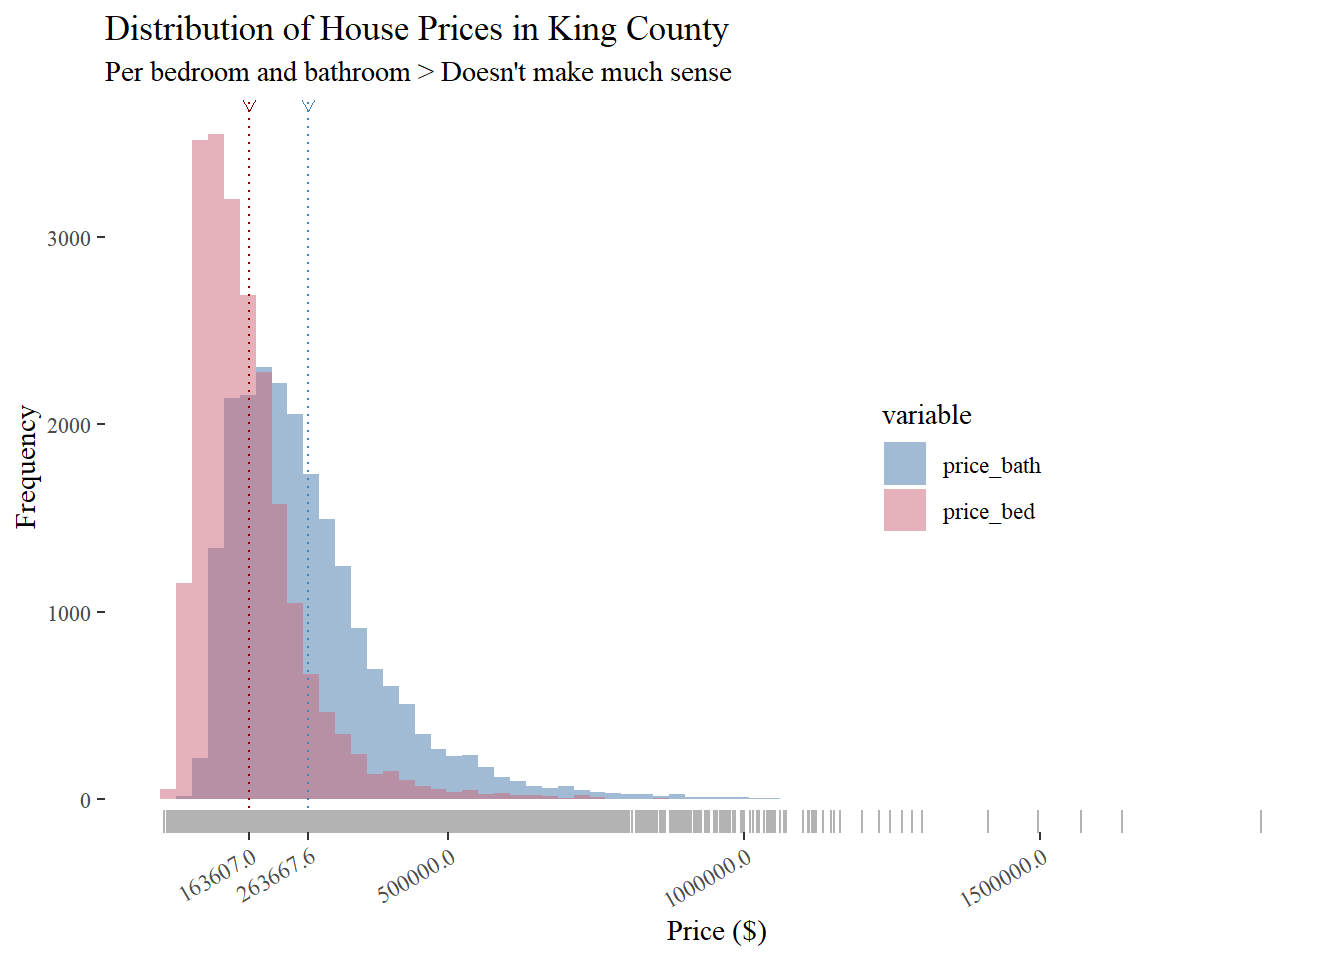 Distribution of House Prices in King County
Per bedroom and bathroom > Doesn't make much sense
3000
2000
1000
0
Frequency
variable
price_bath
price_bed
163607.0
263667.6
500000.0
1000000.0
1500000.0
Price ($)